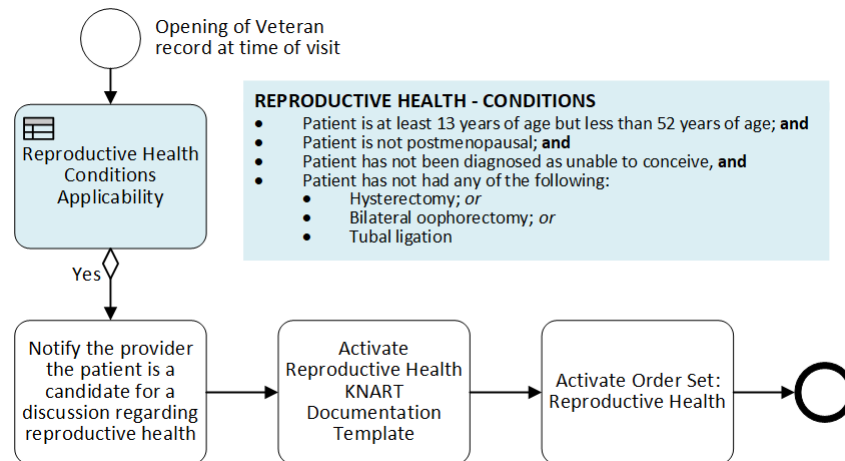 Opening of Veteran
record at time of visit
Reproductive Health
Conditions
Applicability
REPRODUCTIVE HEALTH - CONDITIONS
• Patient is at least 13 years of age but less than 52 years of age; and
• Patient is not postmenopausal; and
• Patient has not been diagnosed as unable to conceive, and
• Patient has not had any of the following:
• Hysterectomy; or
• Bilateral oophorectomy; or
• Tubal ligation
Yes
Notify the provider
the patient is a
candidate for a
discussion regarding
reproductive health
Activate
Reproductive Health
KNART
Documentation
Template
Activate Order Set:
Reproductive Health